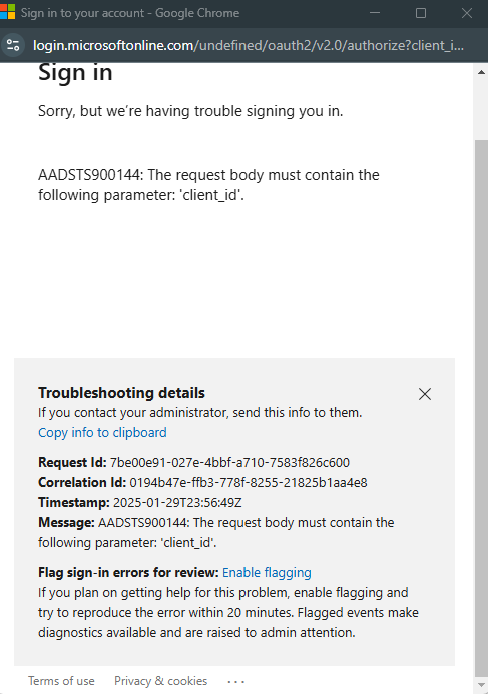 Sign in to your account - Google Chrome
login.microsoftonline.com/undefined/oauth2/v2.0/authorize?client_i...
Sign in
Sorry, but we're having trouble signing you in.
AADSTS900144: The request body must contain the
following parameter: 'client_id'.
Troubleshooting details
If you contact your administrator, send this info to them.
Copy info to clipboard
Request Id: 7be00e91-027e-4bbf-a710-7583f826c600
Correlation Id: 0194b47e-ffb3-778f-8255-21825b1aa4e8
Timestamp: 2025-01-29T23:56:49Z
Message: AADSTS900144: The request body must contain the
following parameter: 'client_id'.
Flag sign-in errors for review: Enable flagging
If you plan on getting help for this problem, enable flagging and
try to reproduce the error within 20 minutes. Flagged events make
diagnostics available and are raised to admin attention.
Terms of use Privacy & cookies ...